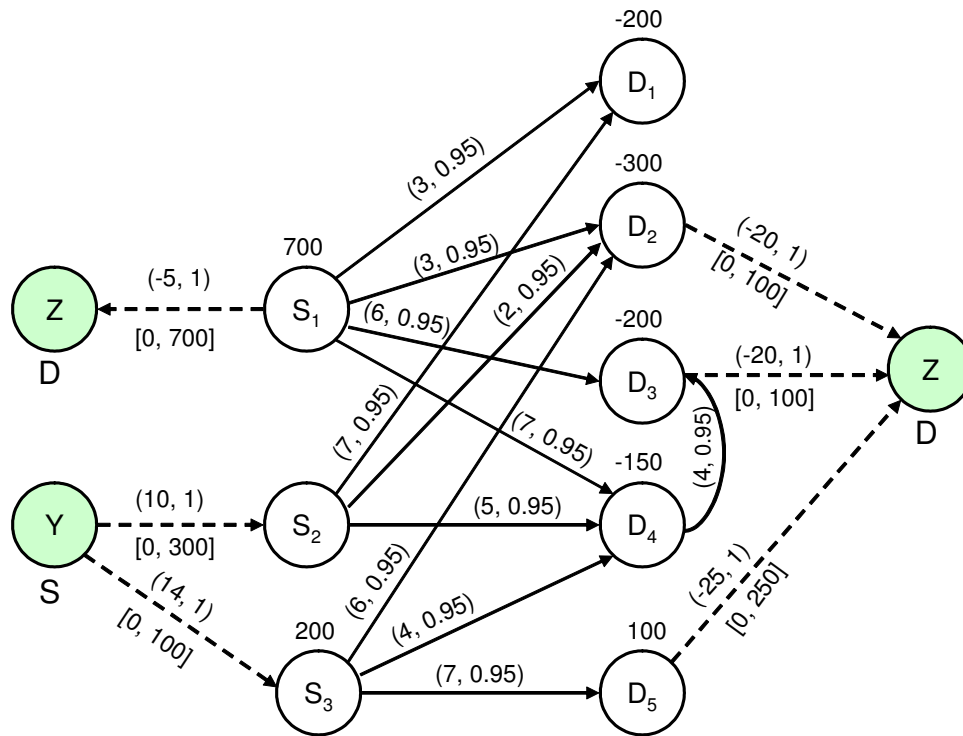 -200
D1
(3, 0.95)
-300
D2
(-20, 1)
[0, 100]
700
(3, 0.95)
(2, 0.95)
Z
(-5, 1)
[0, 700]
D
S1
(6, 0.95)
-200
D3
(-20, 1)
[0, 100]
Z
D
(7, 0.95)
(7, 0.95)
-150
(4, 0.95)
Y
S
(10, 1)
[0, 300]
S2
(5, 0.95)
D4
(14, 1)
[0, 100]
(6, 0.95)
(4, 0.95)
(-25, 1)
[0, 250]
200
S3
(7, 0.95)
100
D5